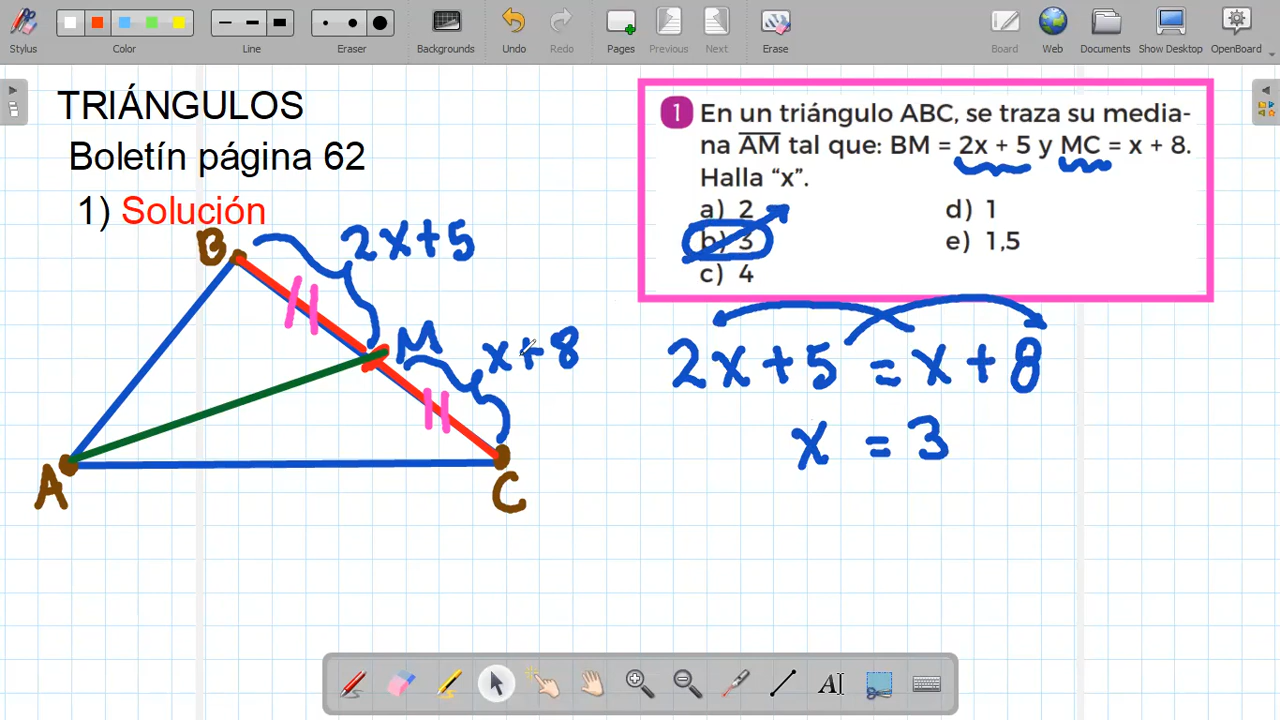 Stylus
Color
Line
Eraser
Backgrounds
Undo
Redo
Pages
Previous
Next
Erase
Board
Web
Documents
Show Desktop
OpenBoard
TRIÁNGULOS
Boletín página 62
1) Solución
1 En un triángulo ABC, se traza su media-
na AM tal que: BM = 2x + 5 y MC = x + 8.
Halla “x”.
a) 2
b) 3
c) 4
d) 1
e) 1,5
B
2x+5
M
x+8
A
C
2x+5 = x+8
x = 3
AI